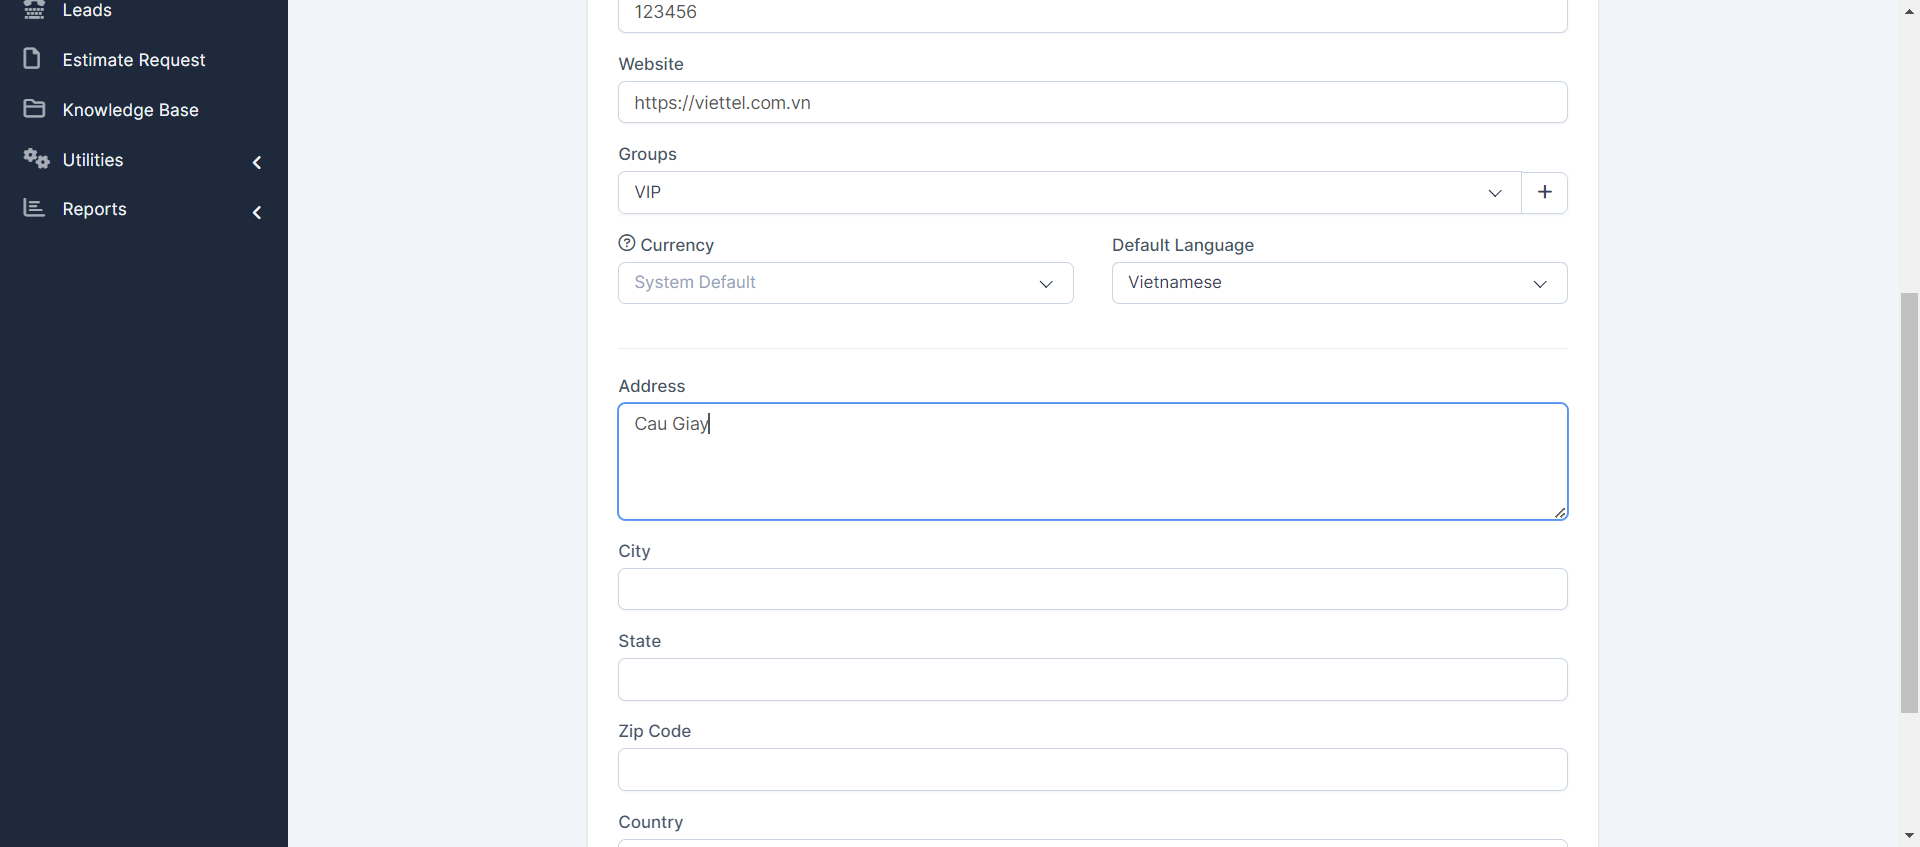 Leads
Estimate Request
Knowledge Base
Utilities
Reports
123456
Website
https://viettel.com.vn
Groups
VIP
Currency
System Default
Default Language
Vietnamese
Address
Cau Giay
City
State
Zip Code
Country